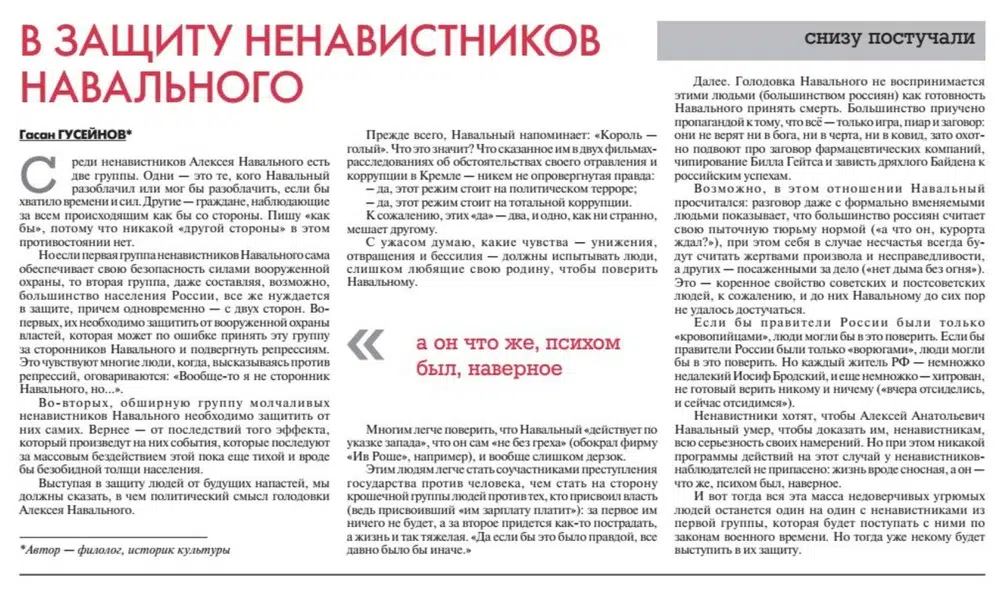 В ЗАЩИТУ НЕНАВИСТНИКОВ
НАВАЛЬНОГО
Гасан ГУСЕЙНОВ*
Среди ненавистников Алексея Навального есть
две группы. Одни — это те, кого Навальный
разоблачил или мог бы разоблачить, если бы
хватило времени и сил. Другие — граждане, наблюдающие
за всем происходящим как бы со стороны. Пишу «как
бы», потому что никакой «другой стороны» в этом
противостоянии нет.
Но если первая группа ненавистников Навального сама
обеспечивает свою безопасность силами вооруженной
охраны, то вторая группа, даже составляя, возможно,
большинство населения России, все же нуждается
в защите, причем одновременно — с двух сторон. Во-
первых, их необходимо защитить от вооруженной охраны
властей, которая может по ошибке принять эту группу
за сторонников Навального и подвергнуть репрессиям.
Это чувствуют многие люди, когда, высказываясь против
репрессий, оговариваются: «Вообще-то я не сторонник
Навального, но...».
Во-вторых, обширную группу молчаливых
ненавистников Навального необходимо защитить от
них самих. Вернее — от последствий того эффекта,
который произведут на них события, которые последуют
за массовым бездействием этой пока еще тихой и вроде
бы безобидной толщи населения.
Выступая в защиту людей от будущих напастей, мы
должны сказать, в чем политический смысл голодовки
Алексея Навального.
*Автор — филолог, историк культуры
Прежде всего, Навальный напоминает: «Король —
голый». Что это значит? Что сказанное им в двух фильмах-
расследованиях об обстоятельствах своего отравления и
коррупции в Кремле — никем не опровергнутая правда:
– да, этот режим стоит на политическом терроре;
– да, этот режим стоит на тотальной коррупции.
К сожалению, этих «да» — два, и одно, как ни странно,
мешает другому.
С ужасом думаю, какие чувства — унижения,
отвращения и бессилия — должны испытывать люди,
слишком любящие свою родину, чтобы поверить
Навальному.
«
а он что же, психом
был, наверное
Многим легче поверить, что Навальный «действует по
указке запада», что он сам «не без греха» (обокрал фирму
«Ив Роше», например), и вообще слишком дерзок.
Этим людям легче стать соучастниками преступления
государства против человека, чем стать на сторону
крошечной группы людей против тех, кто присвоил власть
(ведь присвоивший «им зарплату платит»): за первое им
ничего не будет, а за второе придется как-то пострадать,
а жизнь и так тяжелая. «Да если бы это было правдой, все
давно было бы иначе.»
снизу постучали
Далее. Голодовка Навального не воспринимается
этими людьми (большинством россиян) как готовность
Навального принять смерть. Большинство приучено
пропагандой к тому, что всё — только игра, пиар и заговор:
они не верят ни в бога, ни в черта, ни в ковид, зато охот-
но подвоют про заговор фармацевтических компаний,
чипирование Билла Гейтса и зависть дряхлого Байдена к
российским успехам.
Возможно, в этом отношении Навальный
просчитался: разговор даже с формально вменяемыми
людьми показывает, что большинство россиян считает
свою пыточную тюрьму нормой («а что он, курорта
ждал?»), при этом себя в случае несчастья всегда бу-
дут считать жертвами произвола и несправедливости,
а других — посаженными за дело («нет дыма без огня»).
Это — коренное свойство советских и постсоветских
людей, к сожалению, и до них Навальному до сих пор
не удалось достучаться.
Если бы правители России были только
«кровопийцами», люди могли бы в это поверить. Если бы
правители России были только «ворюгами», люди могли
бы в это поверить. Но каждый житель РФ — немножко
недалекий Иосиф Бродский, и еще немножко — хитрован,
не готовый верить никому и ничему («вчера отсиделись,
и сейчас отсидимся»).
Ненавистники хотят, чтобы Алексей Анатольевич
Навальный умер, чтобы доказать им, ненавистникам,
всю серьезность своих намерений. Но при этом никакой
программы действий на этот случай у ненавистников-
наблюдателей не припасено: жизнь вроде сносная, а он —
что же, психом был, наверное.
И вот тогда вся эта масса недоверчивых угрюмых
людей останется один на один с ненавистниками из
первой группы, которая будет поступать с ними по
законам военного времени. Но тогда уже некому будет
выступить в их защиту.